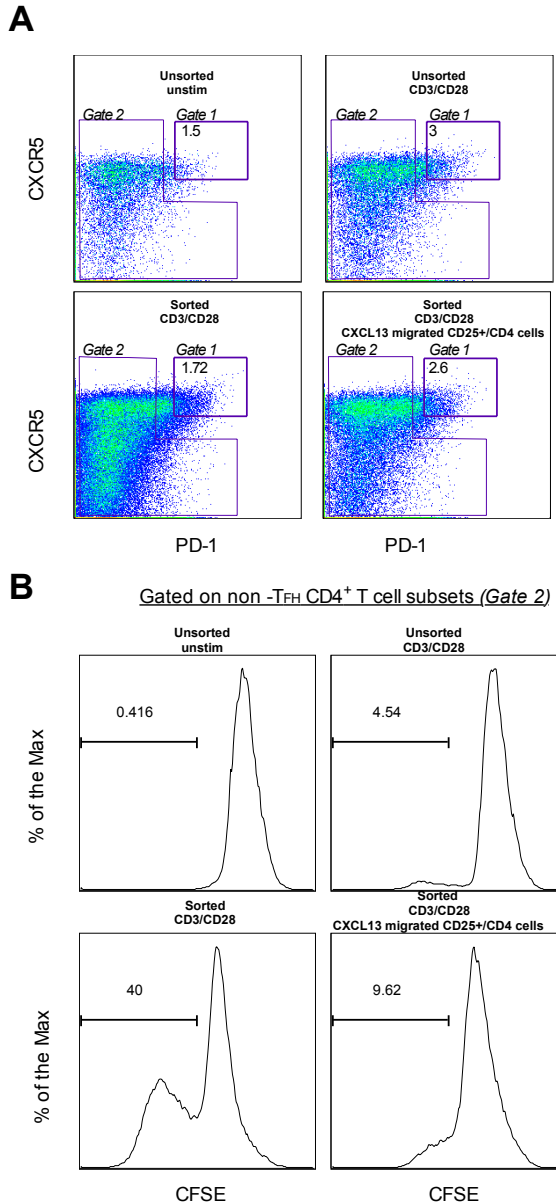 A
Unsorted
unstim
Gate 2
Gate 1
1.5
CXCR5
Unsorted
CD3/CD28
Gate 2
Gate 1
3
Sorted
CD3/CD28
Gate 2
Gate 1
1.72
CXCR5
PD-1
Sorted
CD3/CD28
CXCL13 migrated CD25+/CD4 cells
Gate 2
Gate 1
2.6
PD-1
B
Gated on non -TFH CD4+ T cell subsets (Gate 2)
Unsorted
unstim
0.416
% of the Max
Unsorted
CD3/CD28
4.54
Sorted
CD3/CD28
40
% of the Max
CFSE
Sorted
CD3/CD28
CXCL13 migrated CD25+/CD4 cells
9.62
CFSE